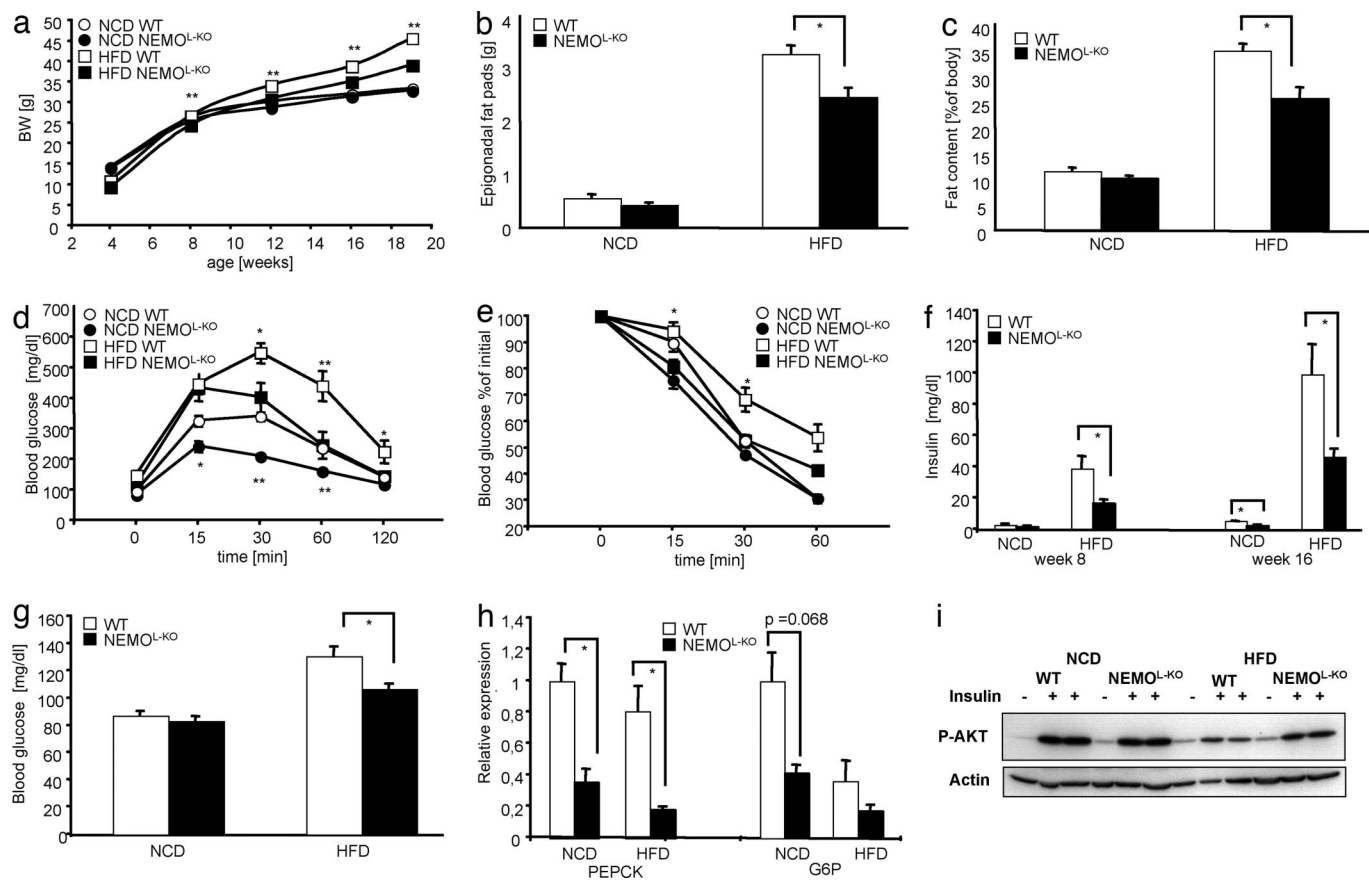 a
NCD WT
NCD NEMO^L-KO
HFD WT
HFD NEMO^L-KO
BW [g]
50
45
40
35
30
25
20
15
10
5
0
2 4 6 8 10 12 14 16 18 20
age [weeks]
** ** ** **
b
WT
NEMO^L-KO
Epigonadal fat pads [g]
4
3
2
1
0
*
NCD HFD
c
WT
NEMO^L-KO
Fat content [%of body]
40
35
30
25
20
15
10
5
0
*
NCD HFD
d
NCD WT
NCD NEMO^L-KO
HFD WT
HFD NEMO^L-KO
Blood glucose [mg/dl]
700
600
500
400
300
200
100
0
* ** *
* ** **
0 15 30 60 120
time [min]
e
NCD WT
NCD NEMO^L-KO
HFD WT
HFD NEMO^L-KO
Blood glucose %of initial
100
90
80
70
60
50
40
30
20
* *
0 15 30 60
time [min]
f
WT
NEMO^L-KO
Insulin [mg/dl]
140
120
100
80
60
40
20
0
* * *
NCD HFD NCD HFD
week 8 week 16
g
WT
NEMO^L-KO
Blood glucose [mg/dl]
160
140
120
100
80
60
40
20
0
*
NCD HFD
h
WT
NEMO^L-KO
Relative expression
1,4
1,2
1
0,8
0,6
0,4
0,2
0
* *
p =0.068
NCD HFD NCD HFD
PEPCK G6P
i
NCD HFD
WT NEMO^L-KO WT NEMO^L-KO
Insulin - + + - + + - + + - + +
P-AKT
Actin